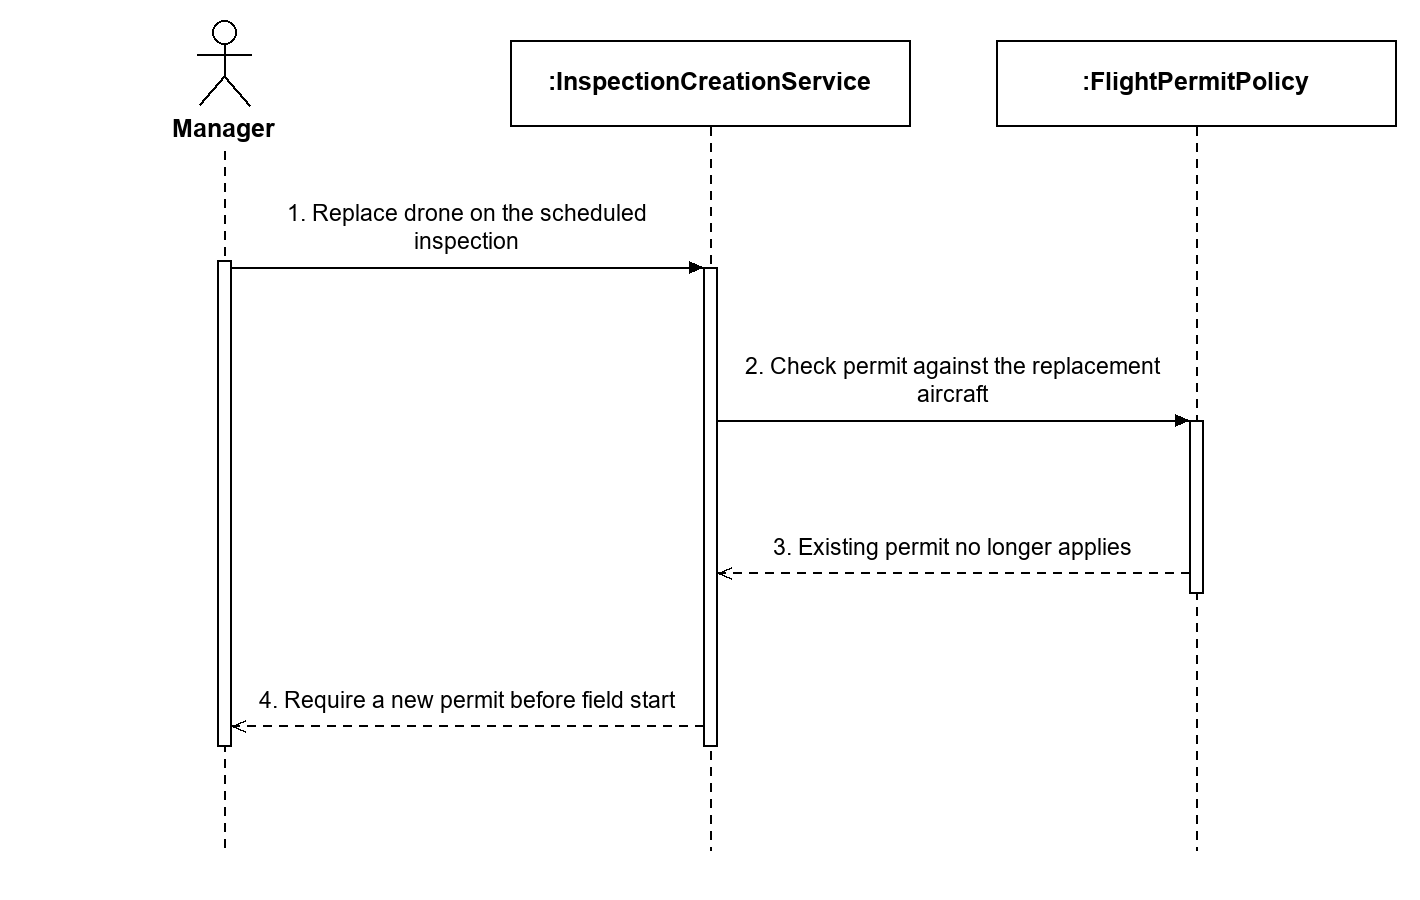 Manager
:InspectionCreationService
:FlightPermitPolicy
1. Replace drone on the scheduled
inspection
2. Check permit against the replacement
aircraft
3. Existing permit no longer applies
4. Require a new permit before field start